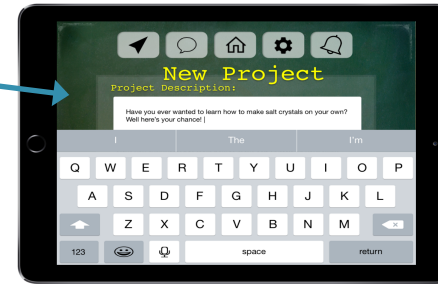 New Project
Project Description:
Have you ever wanted to learn how to make salt crystals on your own?
Well here's your chance!
I The I'm
Q W E R T Y U I O P
A S D F G H J K L
Z X C V B N M
123 space return